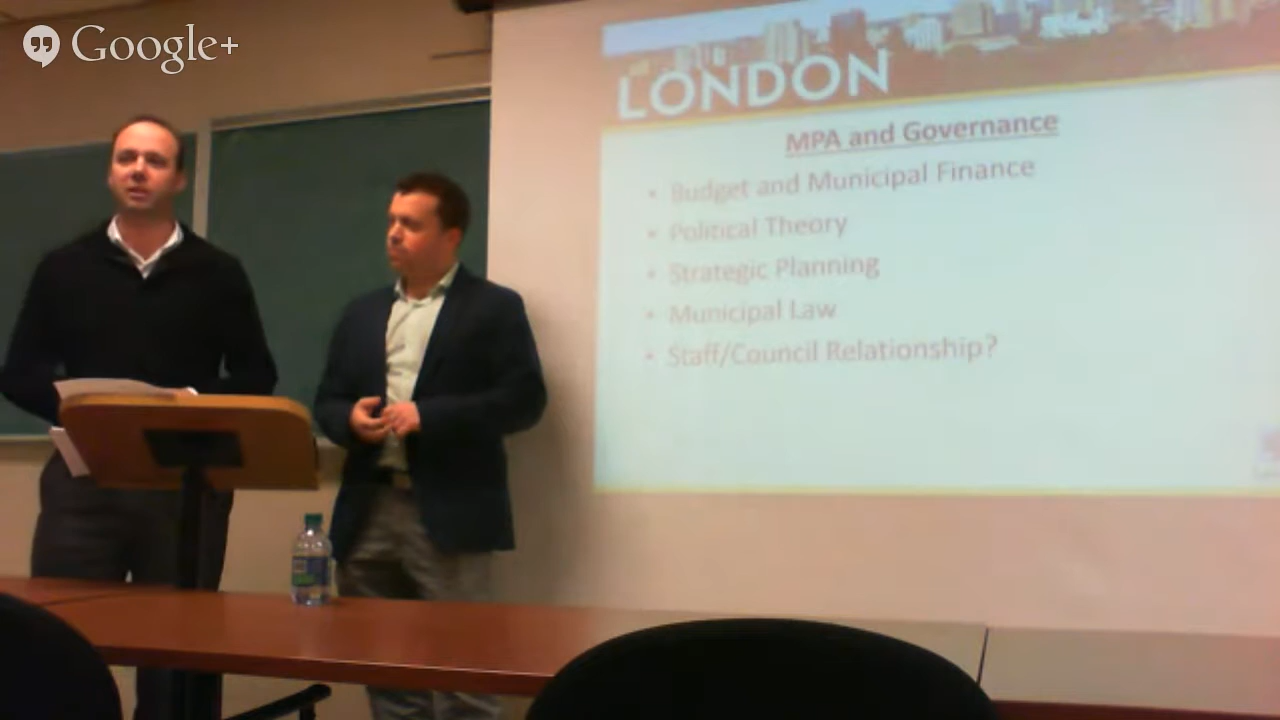 Google+
LONDON
MPA and Governance
• Budget and Municipal Finance
• Political Theory
• Strategic Planning
• Municipal Law
• Staff/Council Relationship?